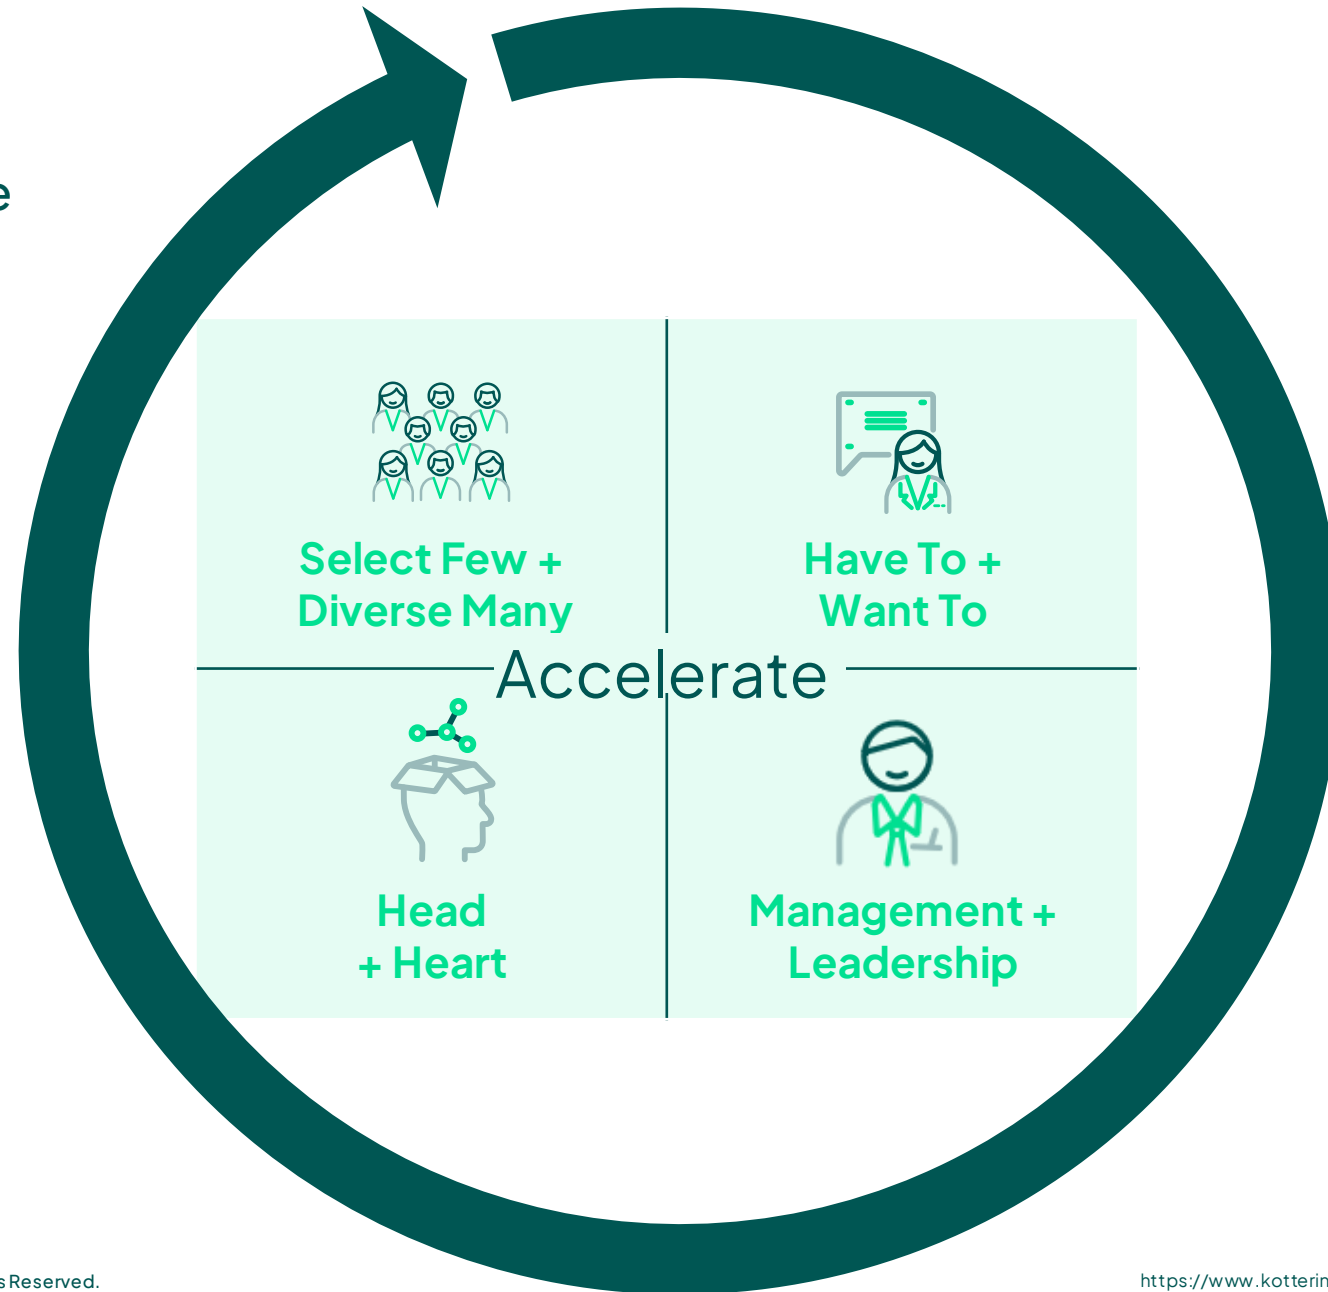 e
Select Few +
Diverse Many
Have To +
Want To
Accelerate
Head
+ Heart
Management +
Leadership
s Reserved.
https://www.kotterin